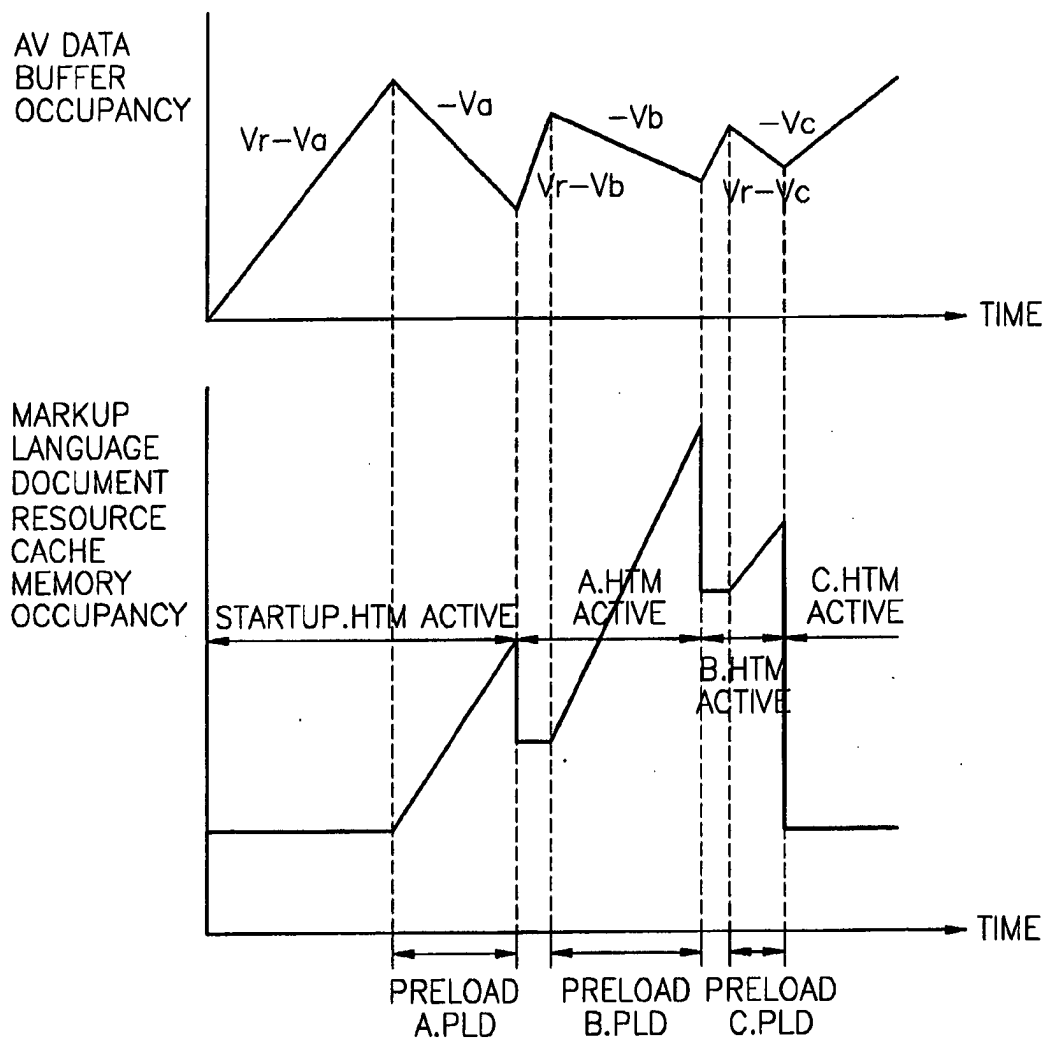 AV DATA
BUFFER
OCCUPANCY
Vr-Va
-Va
Vr-Vb
-Vb
Vr-Vc
-Vc
TIME
MARKUP
LANGUAGE
DOCUMENT
RESOURCE
CACHE
MEMORY
OCCUPANCY
STARTUP.HTM ACTIVE
A.HTM
ACTIVE
B.HTM
ACTIVE
C.HTM
ACTIVE
TIME
PRELOAD
A.PLD
PRELOAD
B.PLD
PRELOAD
C.PLD